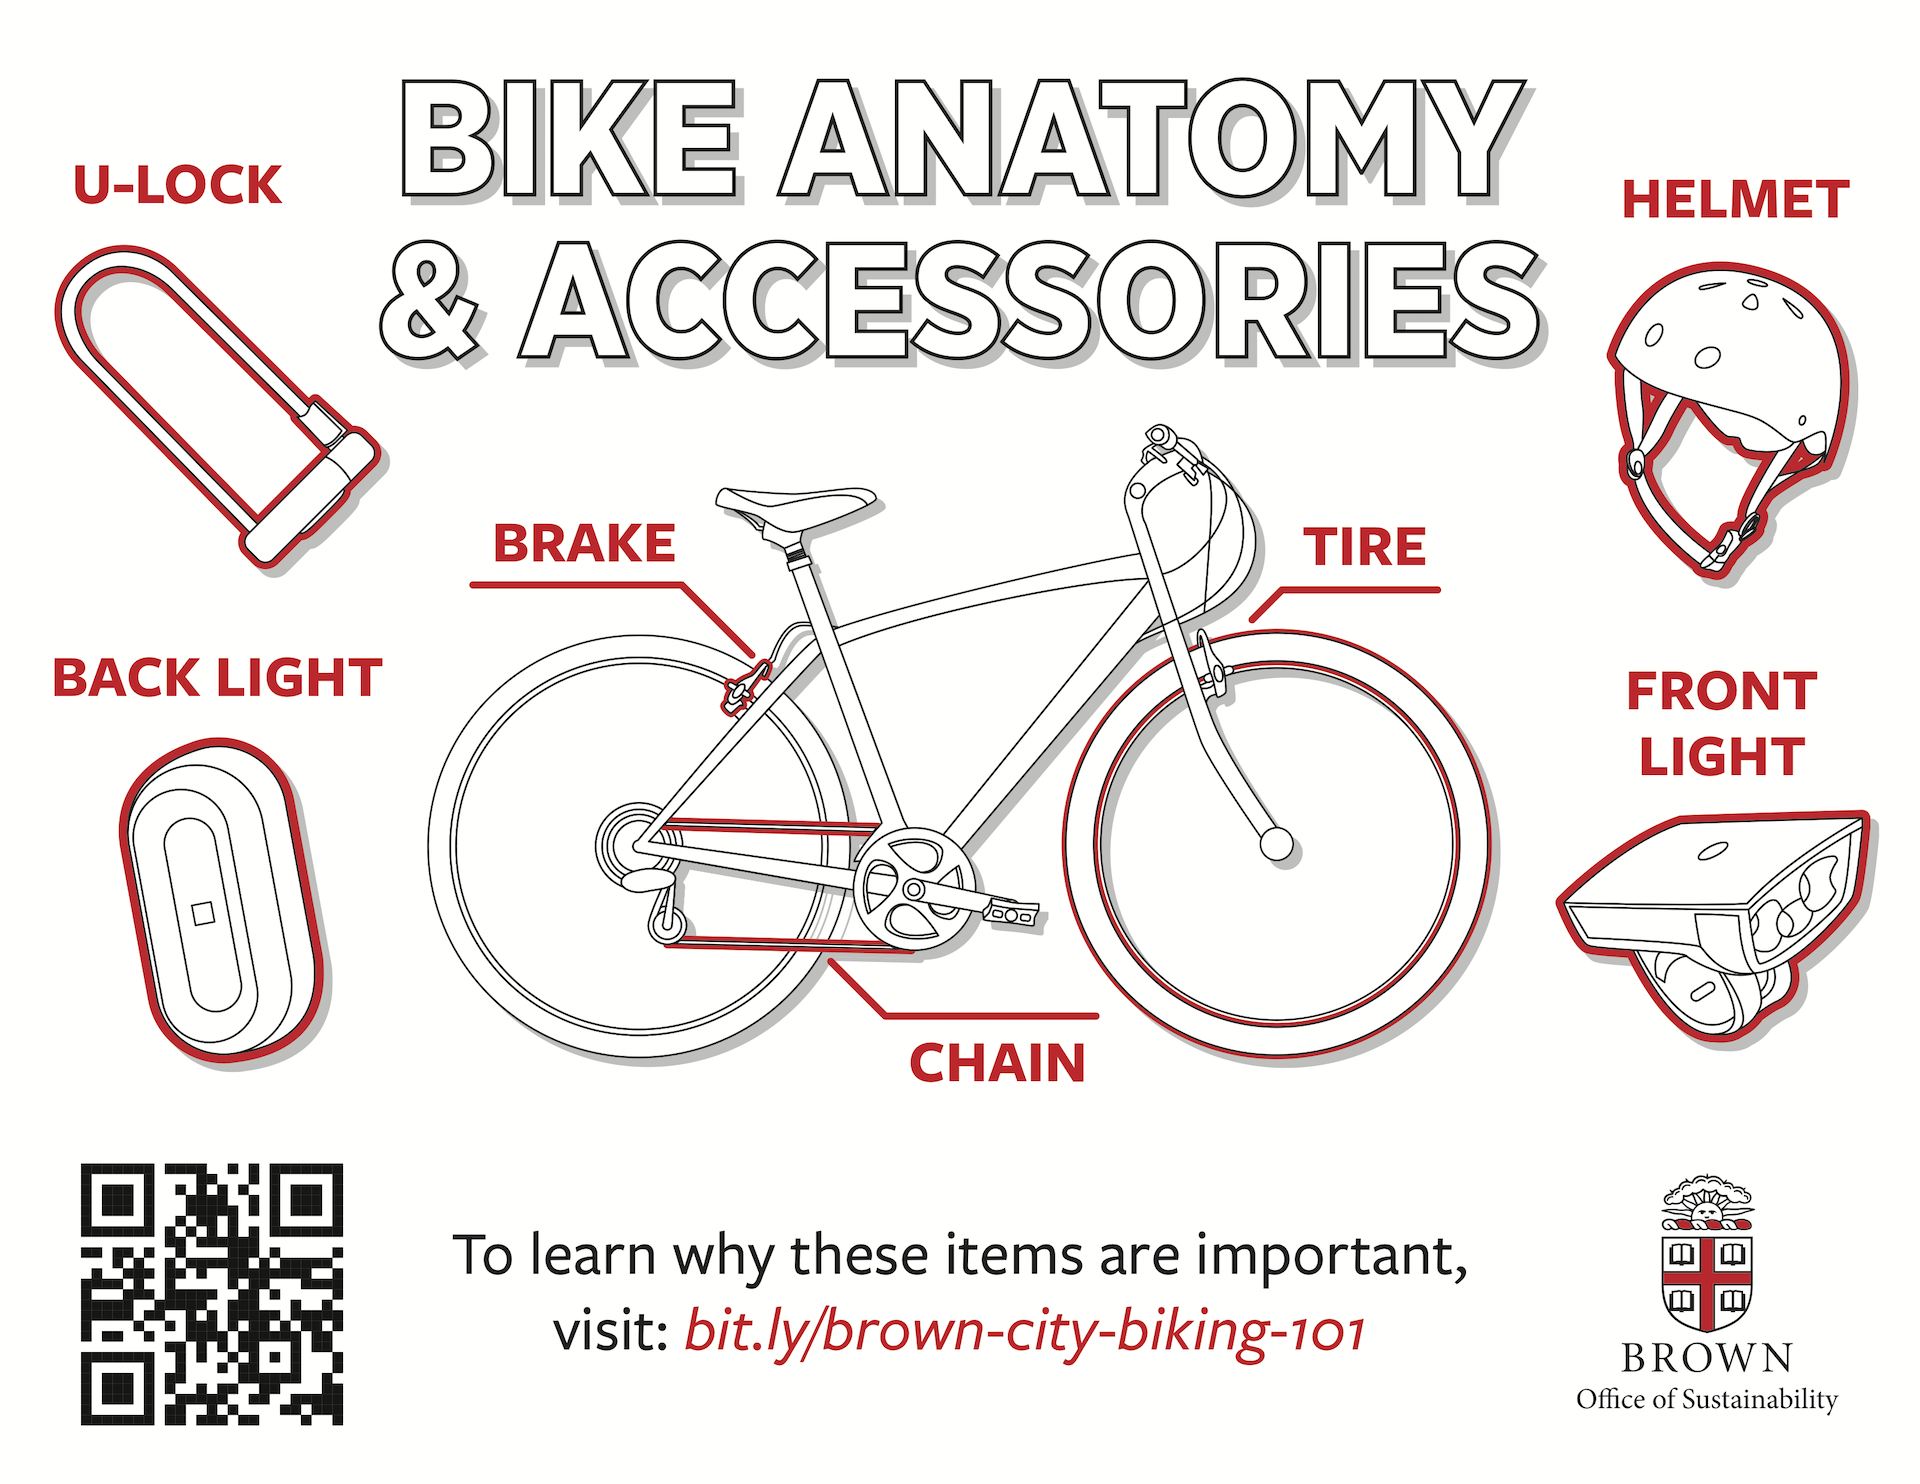 BIKE ANATOMY
& ACCESSORIES
U-LOCK
HELMET
BRAKE
TIRE
BACK LIGHT
FRONT
LIGHT
CHAIN
To learn why these items are important,
visit: bit.ly/brown-city-biking-101
BROWN
Office of Sustainability